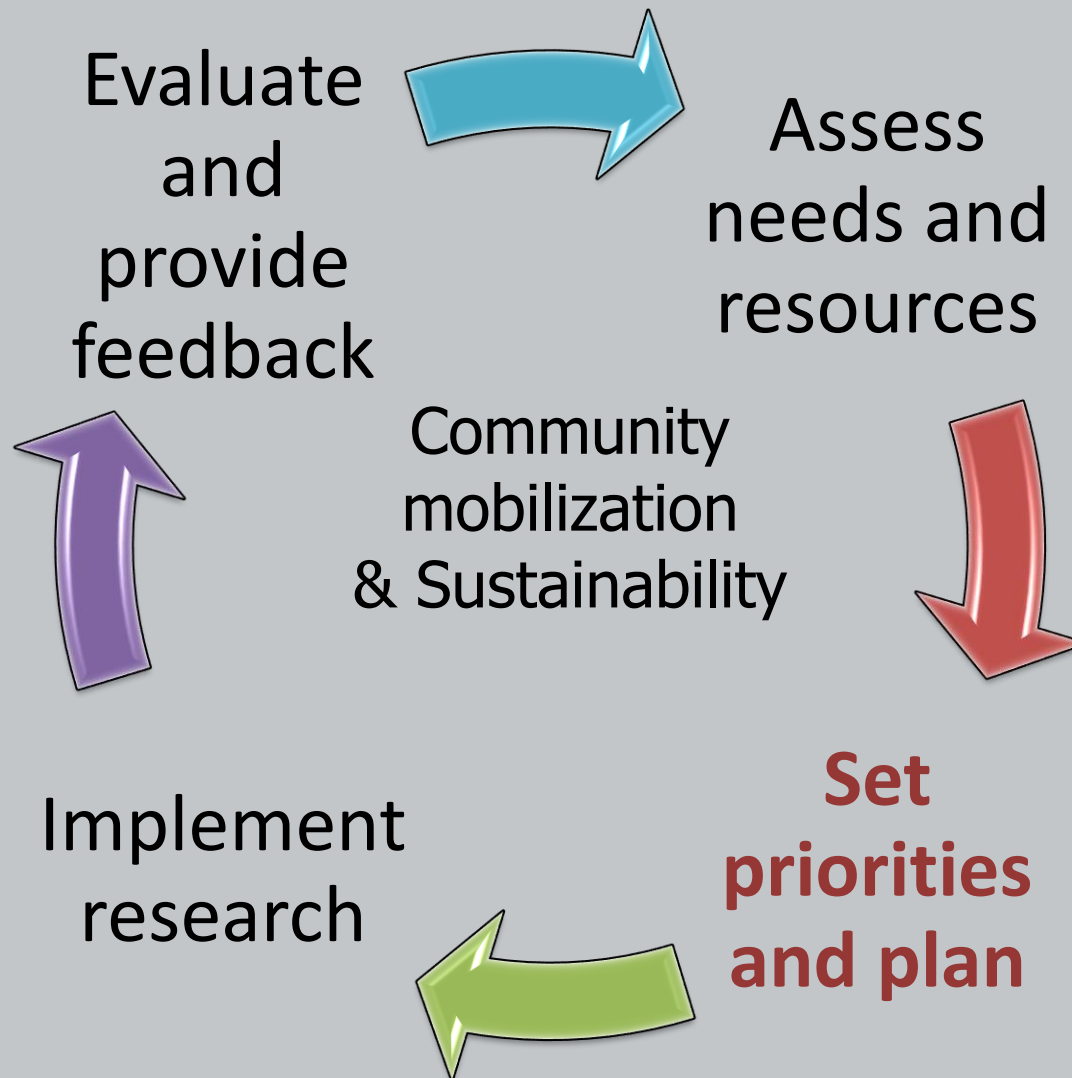 Evaluate
and
provide
feedback
Assess
needs and
resources
Community
mobilization
& Sustainability
Set
priorities
and plan
Implement
research